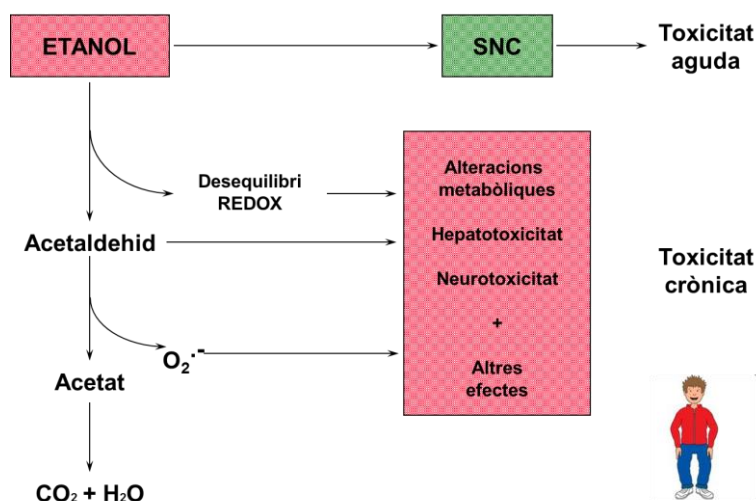 ETANOL
SNC
Toxicitat
aguda
Desequilibri
REDOX
Alteracions
metabòliques
Acetaldehid
Hepatotoxicitat
Neurotoxicitat
Toxicitat
crònica
+
O₂·⁻
Altres
efectes
Acetat
CO₂ + H₂O